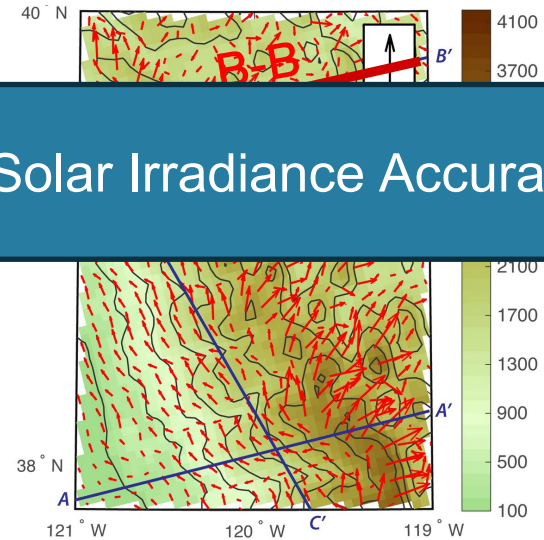 40 ° N
B-B
B′
4100
3700
Solar Irradiance Accura
2100
1700
1300
900
500
100
A′
38 ° N
A
C′
121 ° W
120 ° W
119 ° W